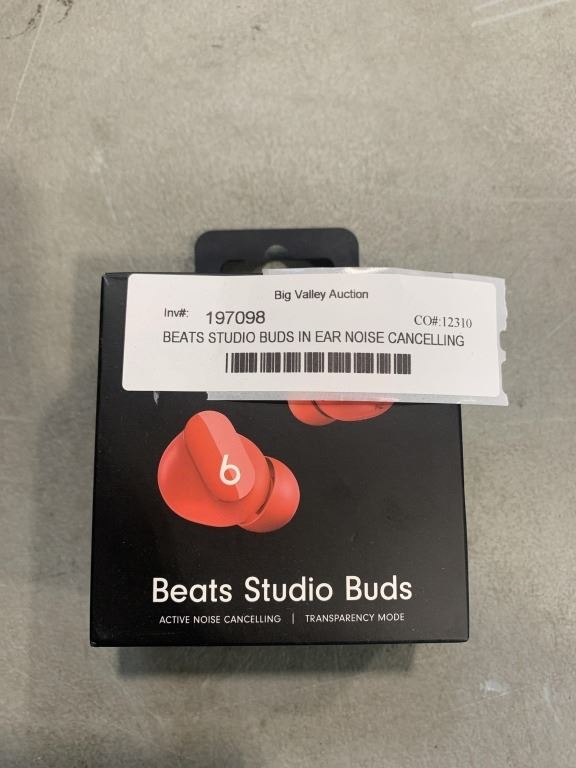 Big Valley Auction
Inv#: 197098 CO#:12310
BEATS STUDIO BUDS IN EAR NOISE CANCELLING
b
Beats Studio Buds
ACTIVE NOISE CANCELLING | TRANSPARENCY MODE